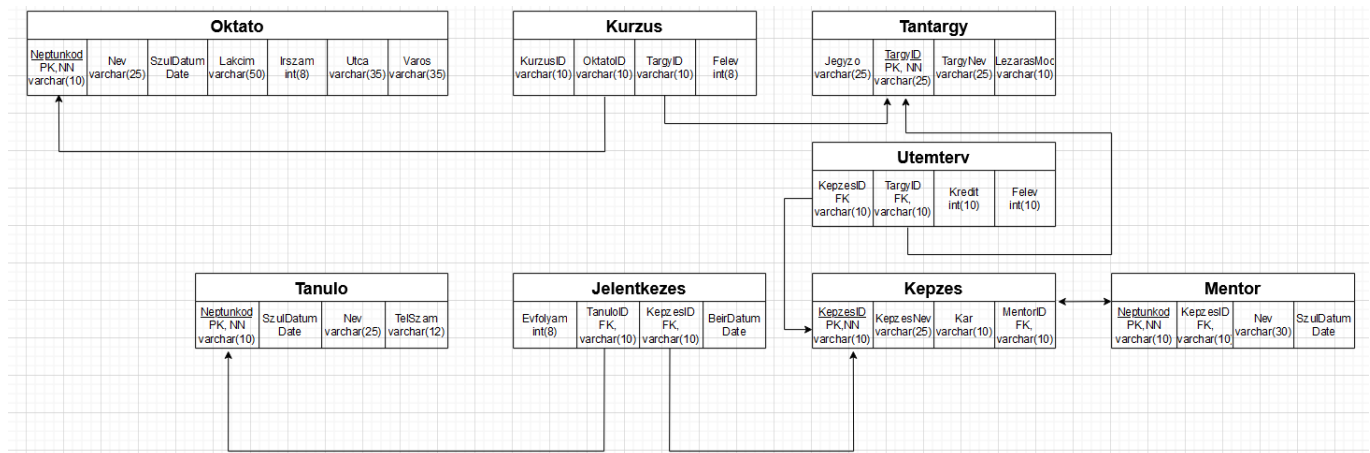 Oktato
Neptunkod
PK,NN
varchar(10)
Nev
varchar(25)
SzulDatum
Date
Lakcim
varchar(50)
Irszam
int(8)
Utca
varchar(35)
Varos
varchar(35)
Kurzus
KurzusID
varchar(10)
OktatoID
varchar(10)
TargyID
varchar(10)
Felev
int(8)
Tantargy
Jegyzo
varchar(25)
TargyID
PK, NN
varchar(25)
TargyNev
varchar(25)
LezarasMod
varchar(10)
Utemterv
KepzesID
FK
varchar(10)
TargyID
FK,
varchar(10)
Kredit
int(10)
Felev
int(10)
Tanulo
Neptunkod
PK, NN
varchar(10)
SzulDatum
Date
Nev
varchar(25)
TelSzam
varchar(12)
Jelentkezes
Evfolyam
int(8)
TanuloID
FK,
varchar(10)
KepzesID
FK,
varchar(10)
BeirDatum
Date
Kepzes
KepzesID
PK,NN
varchar(10)
KepzesNev
varchar(25)
Kar
varchar(10)
MentorID
FK,
varchar(10)
Mentor
Neptunkod
PK,NN
varchar(10)
KepzesID
FK,
varchar(10)
Nev
varchar(30)
SzulDatum
Date